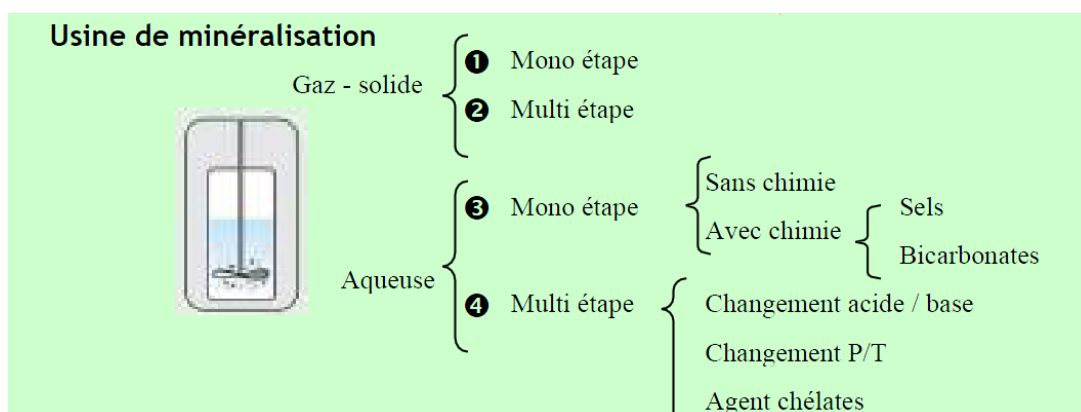 Usine de minéralisation
Gaz - solide
❶ Mono étape
❷ Multi étape
Aqueuse
❸ Mono étape
Sans chimie
Avec chimie
Sels
Bicarbonates
❹ Multi étape
Changement acide / base
Changement P/T
Agent chélates